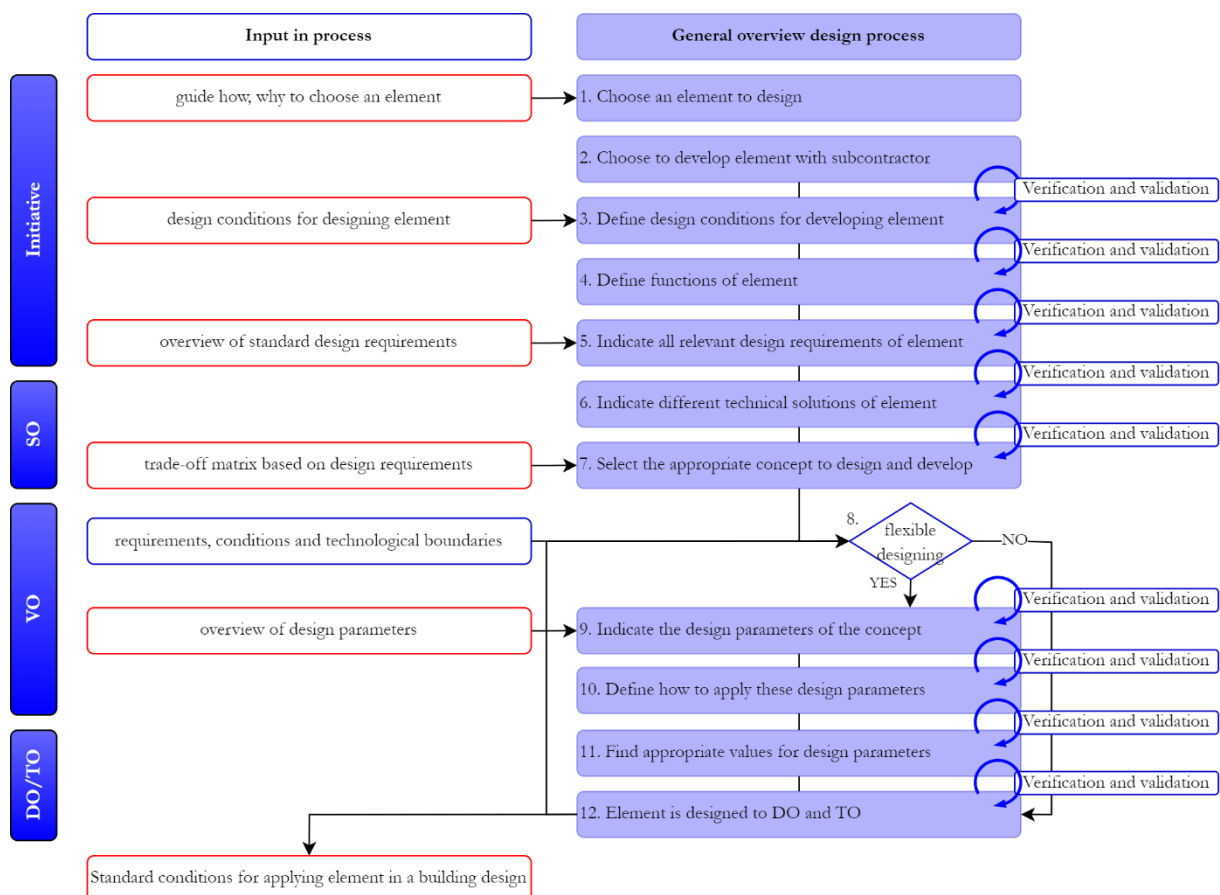 Input in process
General overview design process
Initiative
guide how, why to choose an element
1. Choose an element to design
2. Choose to develop element with subcontractor
Verification and validation
design conditions for designing element
3. Define design conditions for developing element
Verification and validation
4. Define functions of element
Verification and validation
overview of standard design requirements
5. Indicate all relevant design requirements of element
Verification and validation
SO
6. Indicate different technical solutions of element
Verification and validation
trade-off matrix based on design requirements
7. Select the appropriate concept to design and develop
VO
requirements, conditions and technological boundaries
8.
flexible
designing
NO
YES
Verification and validation
overview of design parameters
9. Indicate the design parameters of the concept
Verification and validation
10. Define how to apply these design parameters
Verification and validation
DO/TO
11. Find appropriate values for design parameters
Verification and validation
12. Element is designed to DO and TO
Standard conditions for applying element in a building design